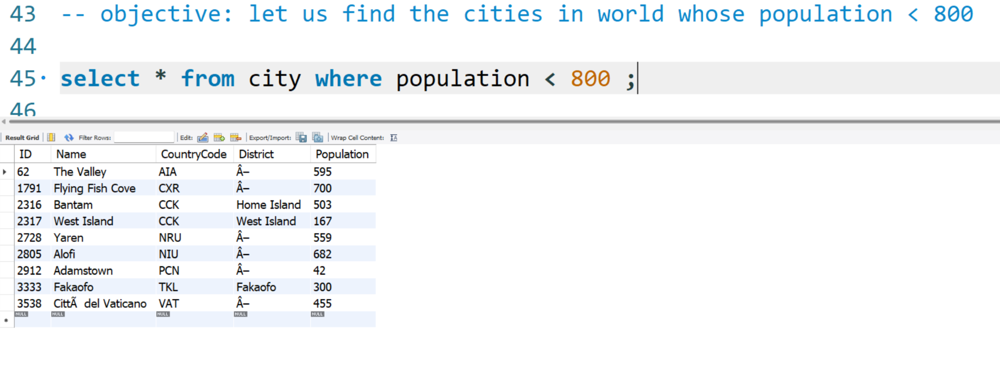 43 -- objective: let us find the cities in world whose population < 800
44
45 select * from city where population < 800 ;
46
Result Grid Filter Rows: Edit: Export/Import: Wrap Cell Content: IA
ID Name CountryCode District Population
62 The Valley AIA Â– 595
1791 Flying Fish Cove CXR Â– 700
2316 Bantam CCK Home Island 503
2317 West Island CCK West Island 167
2728 Yaren NRU Â– 559
2805 Alofi NIU Â– 682
2912 Adamstown PCN Â– 42
3333 Fakaofo TKL Fakaofo 300
3538 CittÃ  del Vaticano VAT Â– 455
NULL NULL NULL NULL NULL